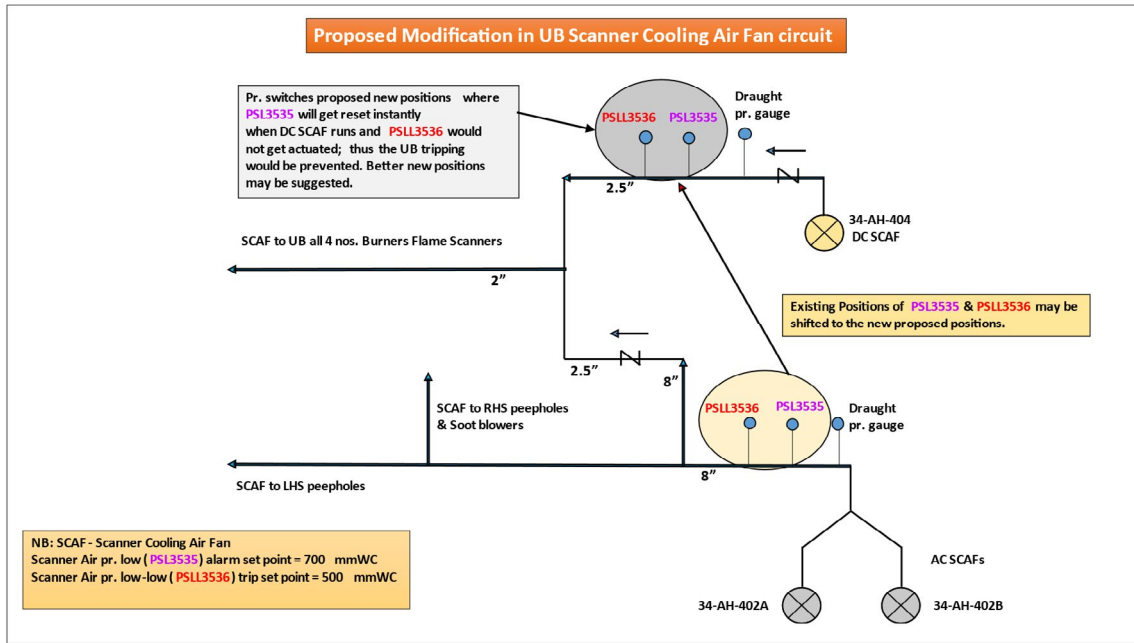 Proposed Modification in UB Scanner Cooling Air Fan circuit
Pr. switches proposed new positions where
PSL3535 will get reset instantly
when DC SCAF runs and PSLL3536 would
not get actuated; thus the UB tripping
would be prevented. Better new positions
may be suggested.
PSLL3536
PSL3535
Draught
pr. gauge
2.5”
34-AH-404
DC SCAF
SCAF to UB all 4 nos. Burners Flame Scanners
2”
Existing Positions of PSL3535 & PSLL3536 may be
shifted to the new proposed positions.
2.5”
8”
SCAF to RHS peepholes
& Soot blowers
PSLL3536
PSL3535
Draught
pr. gauge
8”
SCAF to LHS peepholes
NB: SCAF - Scanner Cooling Air Fan
Scanner Air pr. low (PSL3535) alarm set point = 700 mmWC
Scanner Air pr. low-low (PSLL3536) trip set point = 500 mmWC
AC SCAFs
34-AH-402A
34-AH-402B